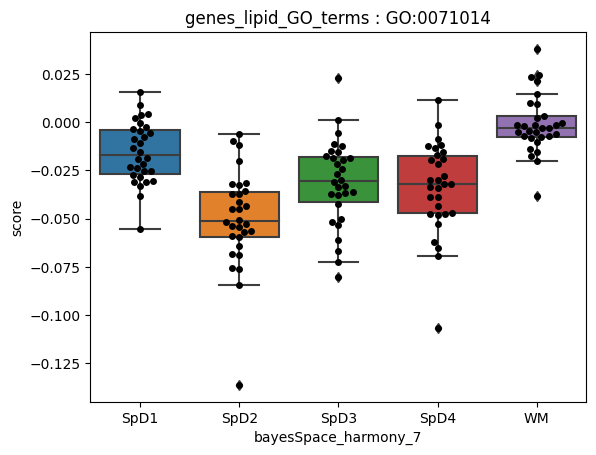 genes_lipid_GO_terms : GO:0071014
0.025
0.000
−0.025
−0.050
−0.075
−0.100
−0.125
score
SpD1 SpD2 SpD3 SpD4 WM
bayesSpace_harmony_7